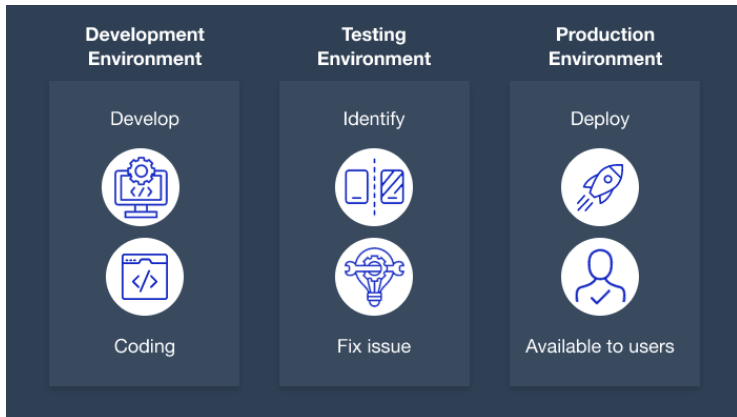 Development
Environment
Develop
</>
</>
Coding
Testing
Environment
Identify
Fix issue
Production
Environment
Deploy
Available to users